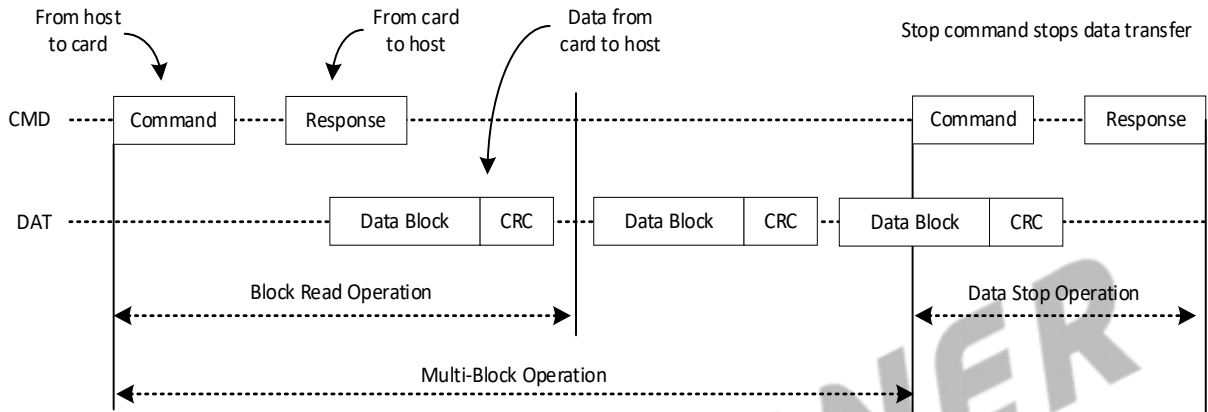 From host
to card
From card
to host
Data from
card to host
Stop command stops data transfer
CMD
Command
Response
Command
Response
DAT
Data Block
CRC
Data Block
CRC
Data Block
CRC
Block Read Operation
Data Stop Operation
Multi-Block Operation
NER